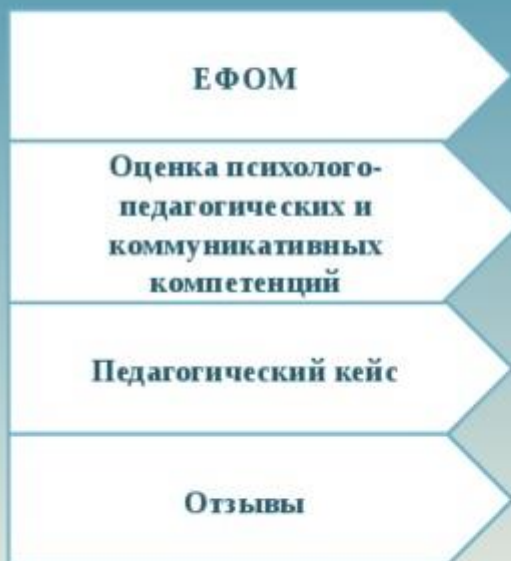 ЕФОМ
Оценка психолого-
педагогических и
коммуникативных
компетенций
Педагогический кейс
Отзывы